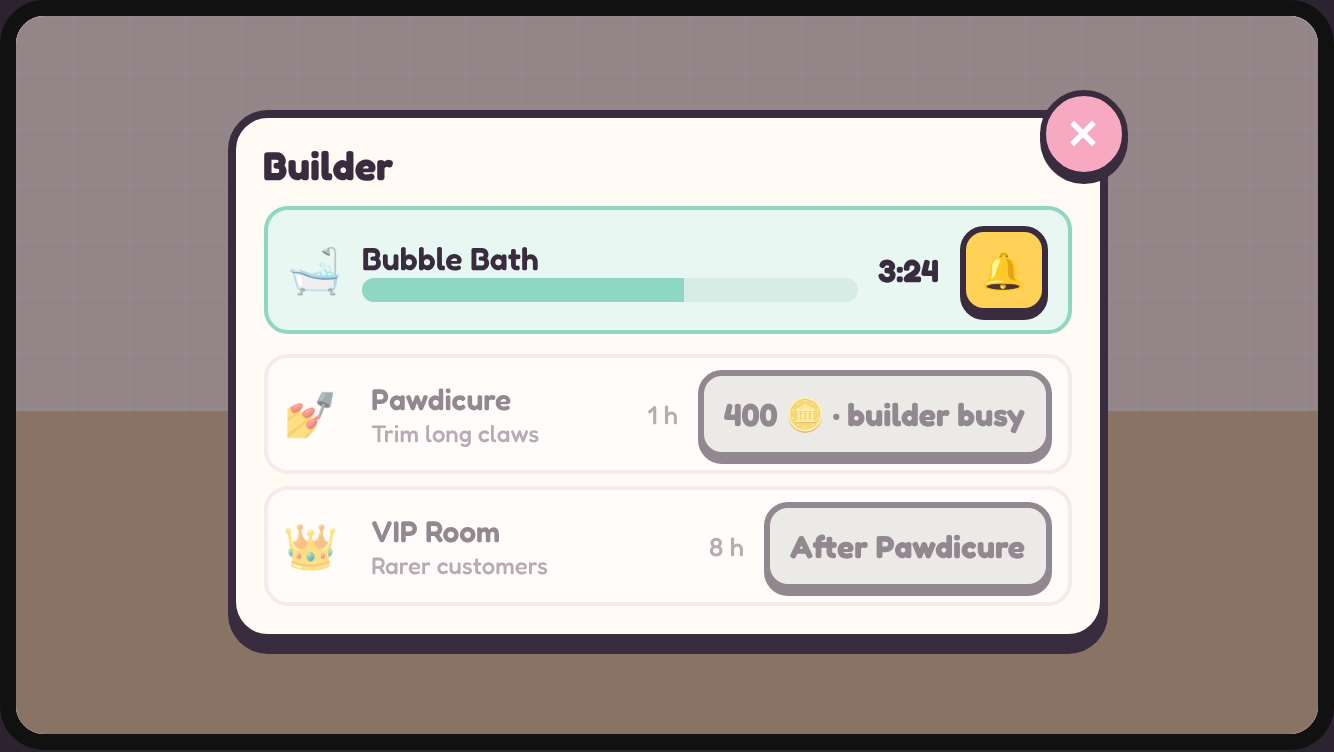 Builder
Bubble Bath
3:24
Pawdicure
Trim long claws
1 h
400 · builder busy
VIP Room
Rarer customers
8 h
After Pawdicure